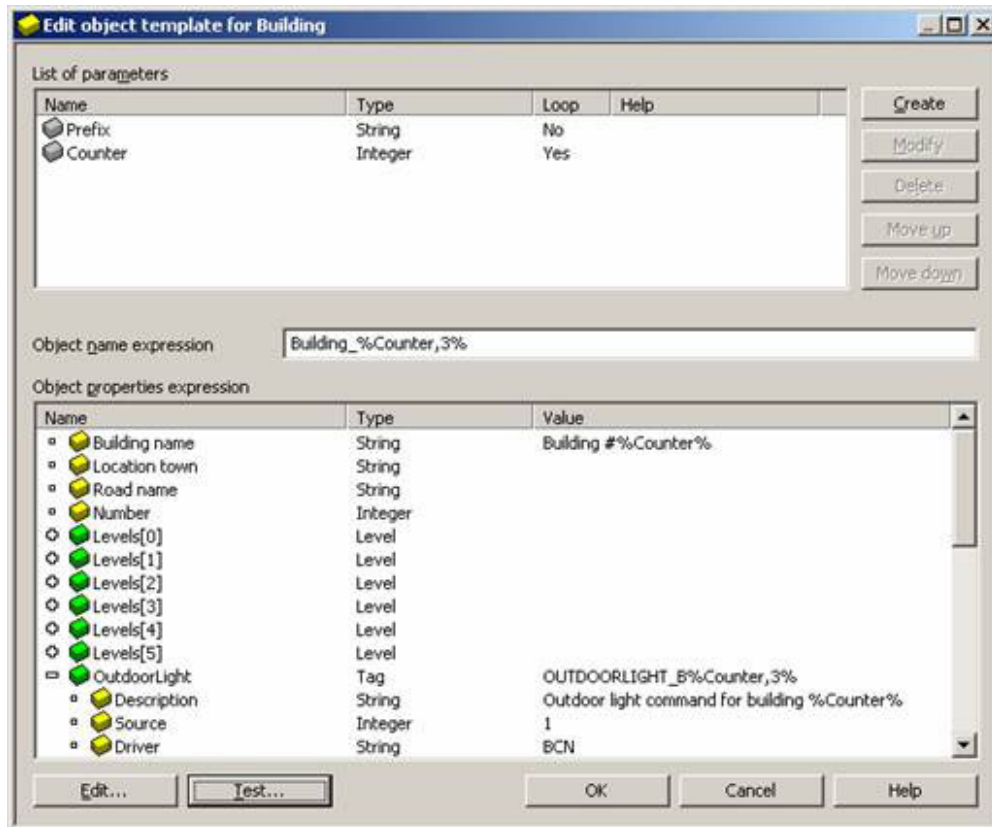 Edit object template for Building
List of parameters
Name Type Loop Help
Prefix String No
Counter Integer Yes
Create
Modify
Delete
Move up
Move down
Object name expression Building_%Counter,3%
Object properties expression
Name Type Value
Building name String Building #%Counter%
Location town String
Road name String
Number Integer
Levels[0] Level
Levels[1] Level
Levels[2] Level
Levels[3] Level
Levels[4] Level
Levels[5] Level
OutdoorLight Tag OUTDOORLIGHT_B%Counter,3%
Description String Outdoor light command for building %Counter%
Source Integer 1
Driver String BCN
Edit... Test... OK Cancel Help